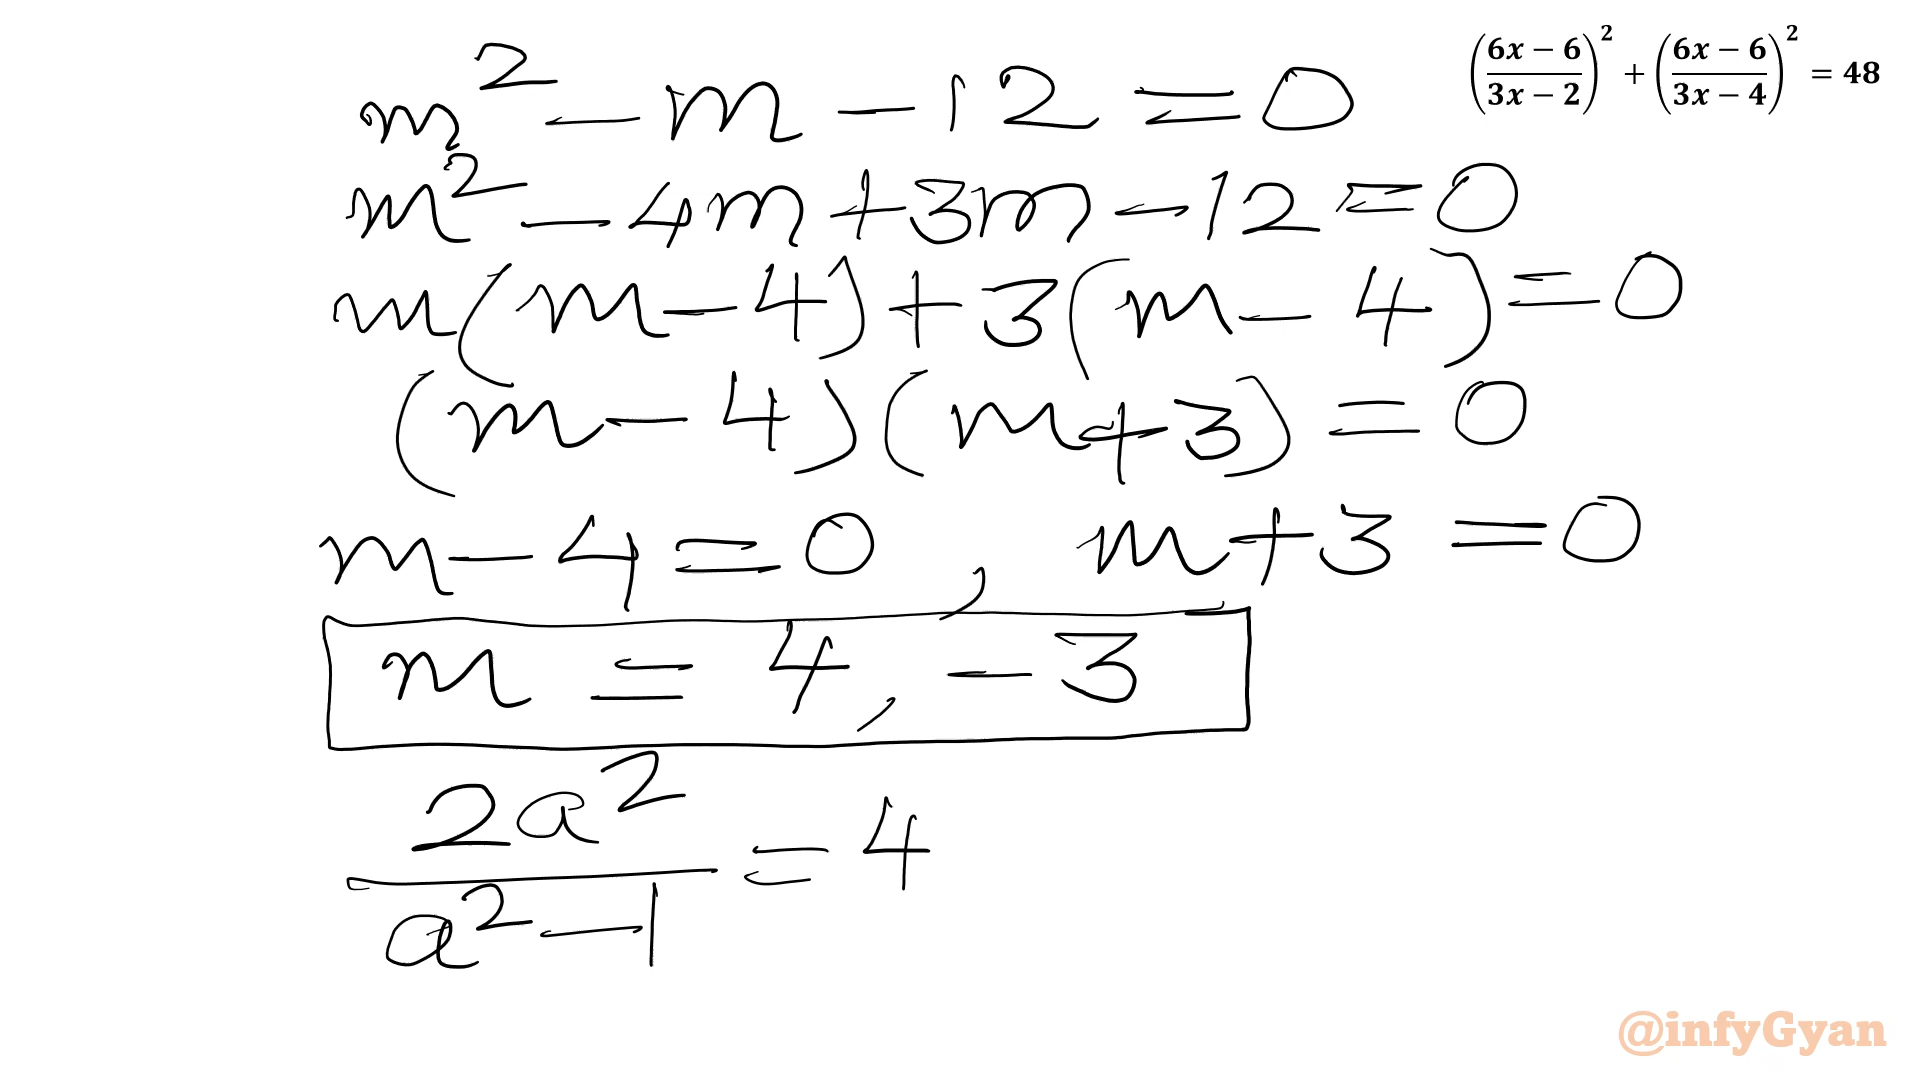 m² - m - 12 = 0
(6x - 6 / 3x - 2)² + (6x - 6 / 3x - 4)² = 48
m² - 4m + 3m - 12 = 0
m(m - 4) + 3(m - 4) = 0
(m - 4)(m + 3) = 0
m - 4 = 0 , m + 3 = 0
m = 4, -3
2a² / a² - 1 = 4
@infyGyan